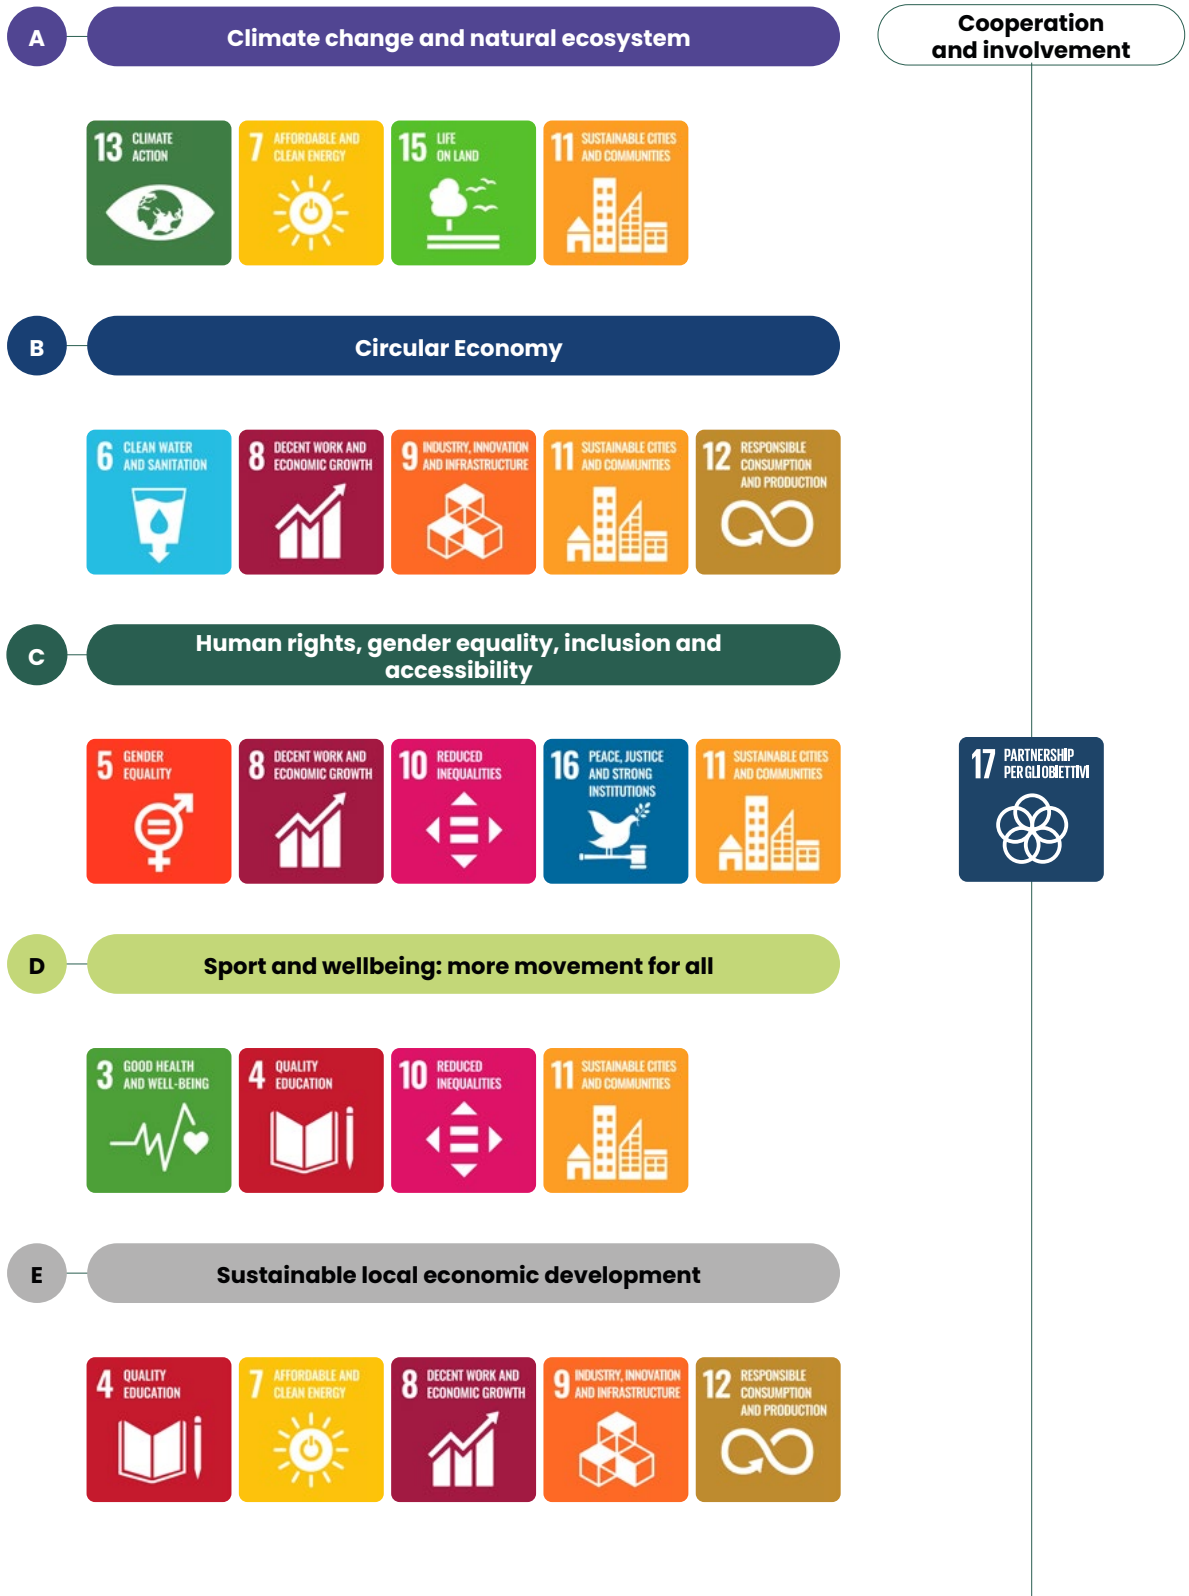 A
Climate change and natural ecosystem
Cooperation
and involvement
13 CLIMATE
ACTION
7 AFFORDABLE AND
CLEAN ENERGY
15 LIFE
ON LAND
11 SUSTAINABLE CITIES
AND COMMUNITIES
B
Circular Economy
6 CLEAN WATER
AND SANITATION
8 DECENT WORK AND
ECONOMIC GROWTH
9 INDUSTRY, INNOVATION
AND INFRASTRUCTURE
11 SUSTAINABLE CITIES
AND COMMUNITIES
12 RESPONSIBLE
CONSUMPTION
AND PRODUCTION
C
Human rights, gender equality, inclusion and
accessibility
5 GENDER
EQUALITY
8 DECENT WORK AND
ECONOMIC GROWTH
10 REDUCED
INEQUALITIES
16 PEACE, JUSTICE
AND STRONG
INSTITUTIONS
11 SUSTAINABLE CITIES
AND COMMUNITIES
17 PARTNERSHIP
PER GLI OBIETTIVI
D
Sport and wellbeing: more movement for all
3 GOOD HEALTH
AND WELL-BEING
4 QUALITY
EDUCATION
10 REDUCED
INEQUALITIES
11 SUSTAINABLE CITIES
AND COMMUNITIES
E
Sustainable local economic development
4 QUALITY
EDUCATION
7 AFFORDABLE AND
CLEAN ENERGY
8 DECENT WORK AND
ECONOMIC GROWTH
9 INDUSTRY, INNOVATION
AND INFRASTRUCTURE
12 RESPONSIBLE
CONSUMPTION
AND PRODUCTION